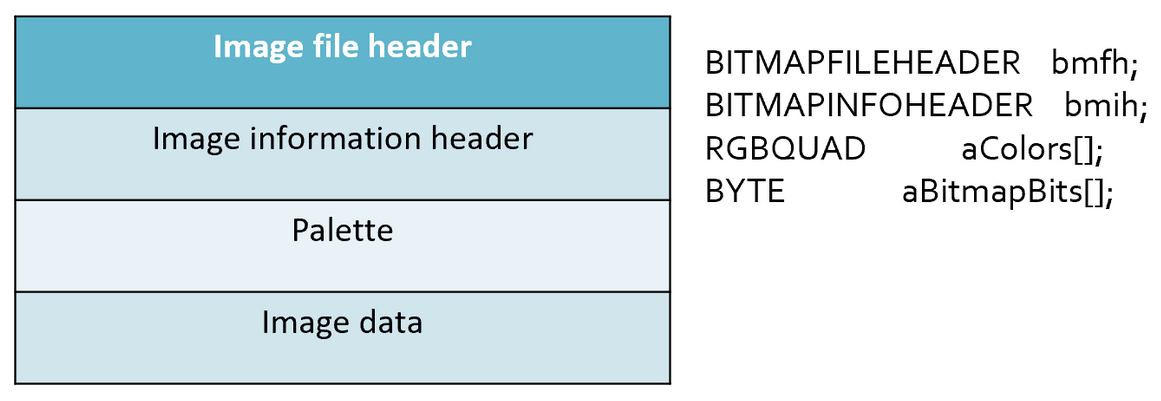 Image file header
Image information header
Palette
Image data
BITMAPFILEHEADER bmfh;
BITMAPINFOHEADER bmih;
RGBQUAD aColors[];
BYTE aBitmapBits[];